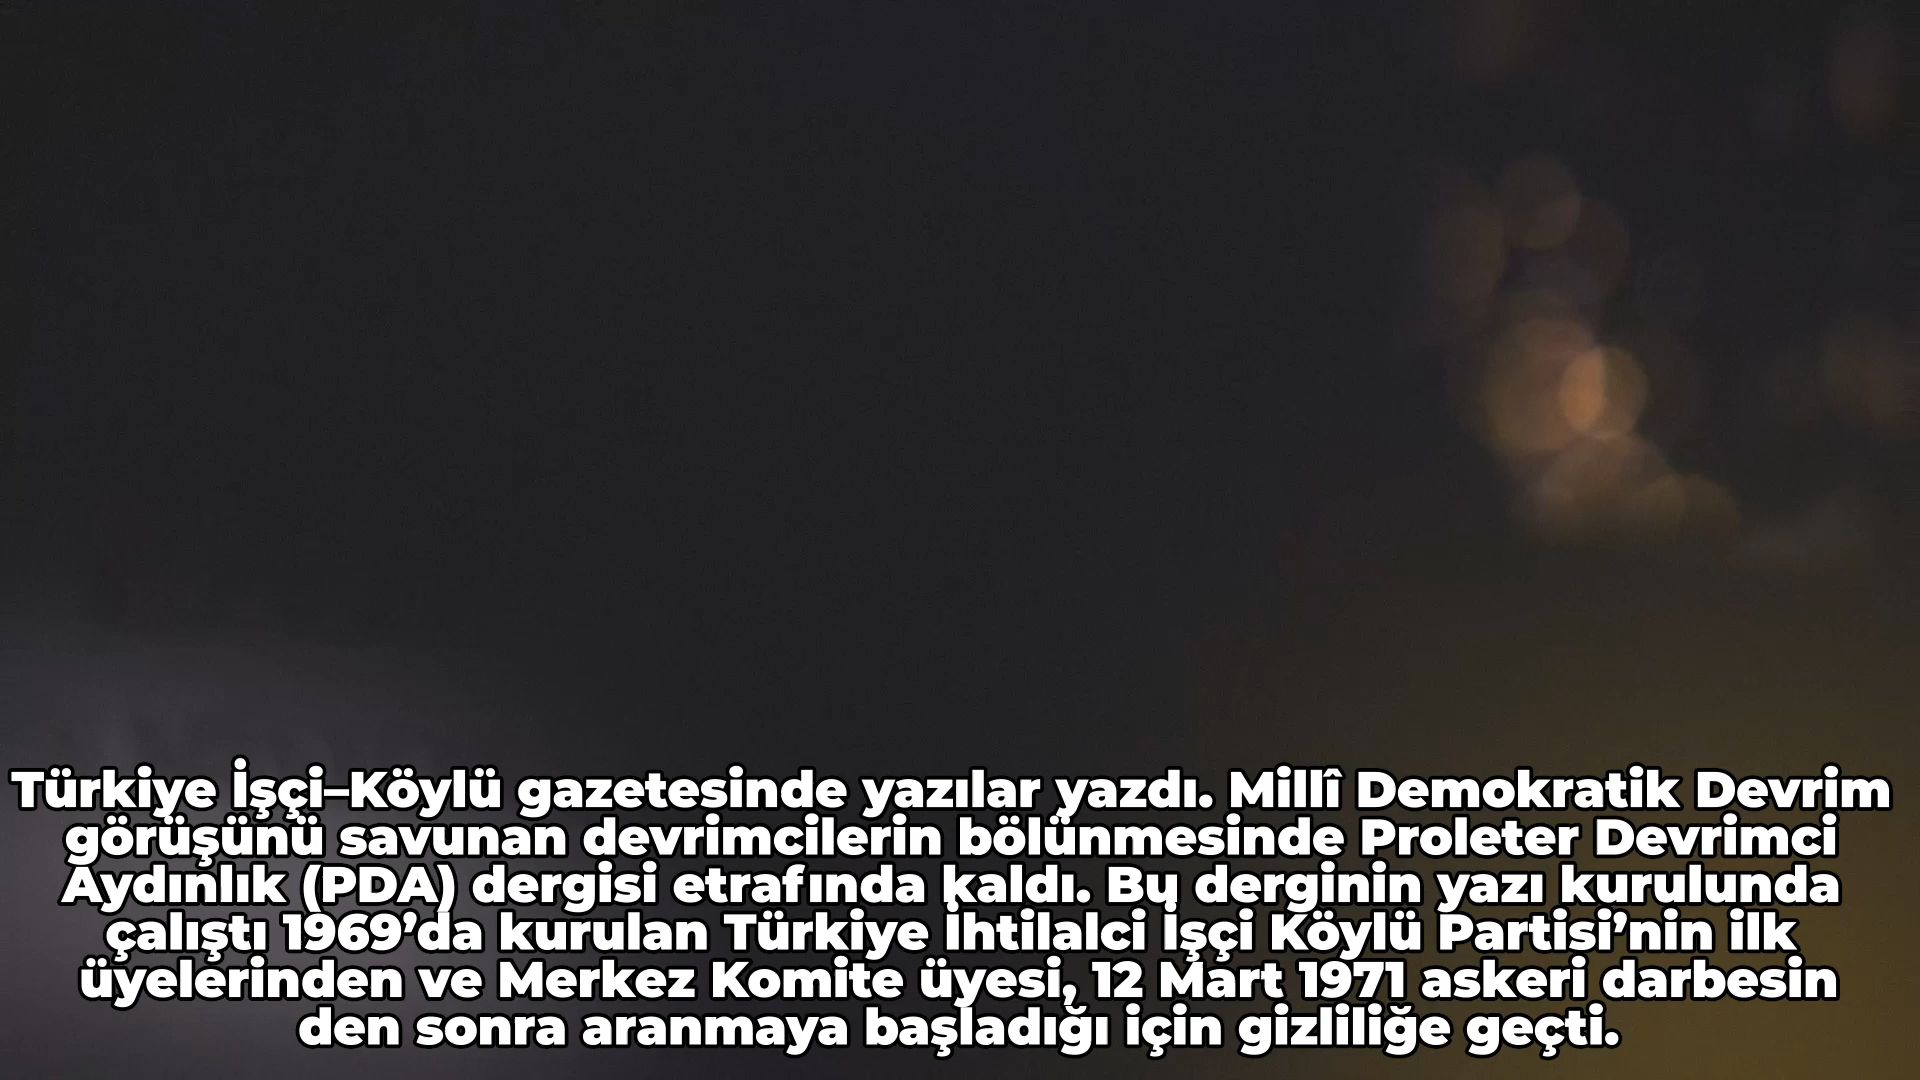 Türkiye İşçi–Köylü gazetesinde yazılar yazdı. Millî Demokratik Devrim
görüşünü savunan devrimcilerin bölünmesinde Proleter Devrimci
Aydınlık (PDA) dergisi etrafında kaldı. Bu derginin yazı kurulunda
çalıştı 1969’da kurulan Türkiye İhtilalci İşçi Köylü Partisi’nin ilk
üyelerinden ve Merkez Komite üyesi, 12 Mart 1971 askeri darbesin
den sonra aranmaya başladığı için gizliliğe geçti.